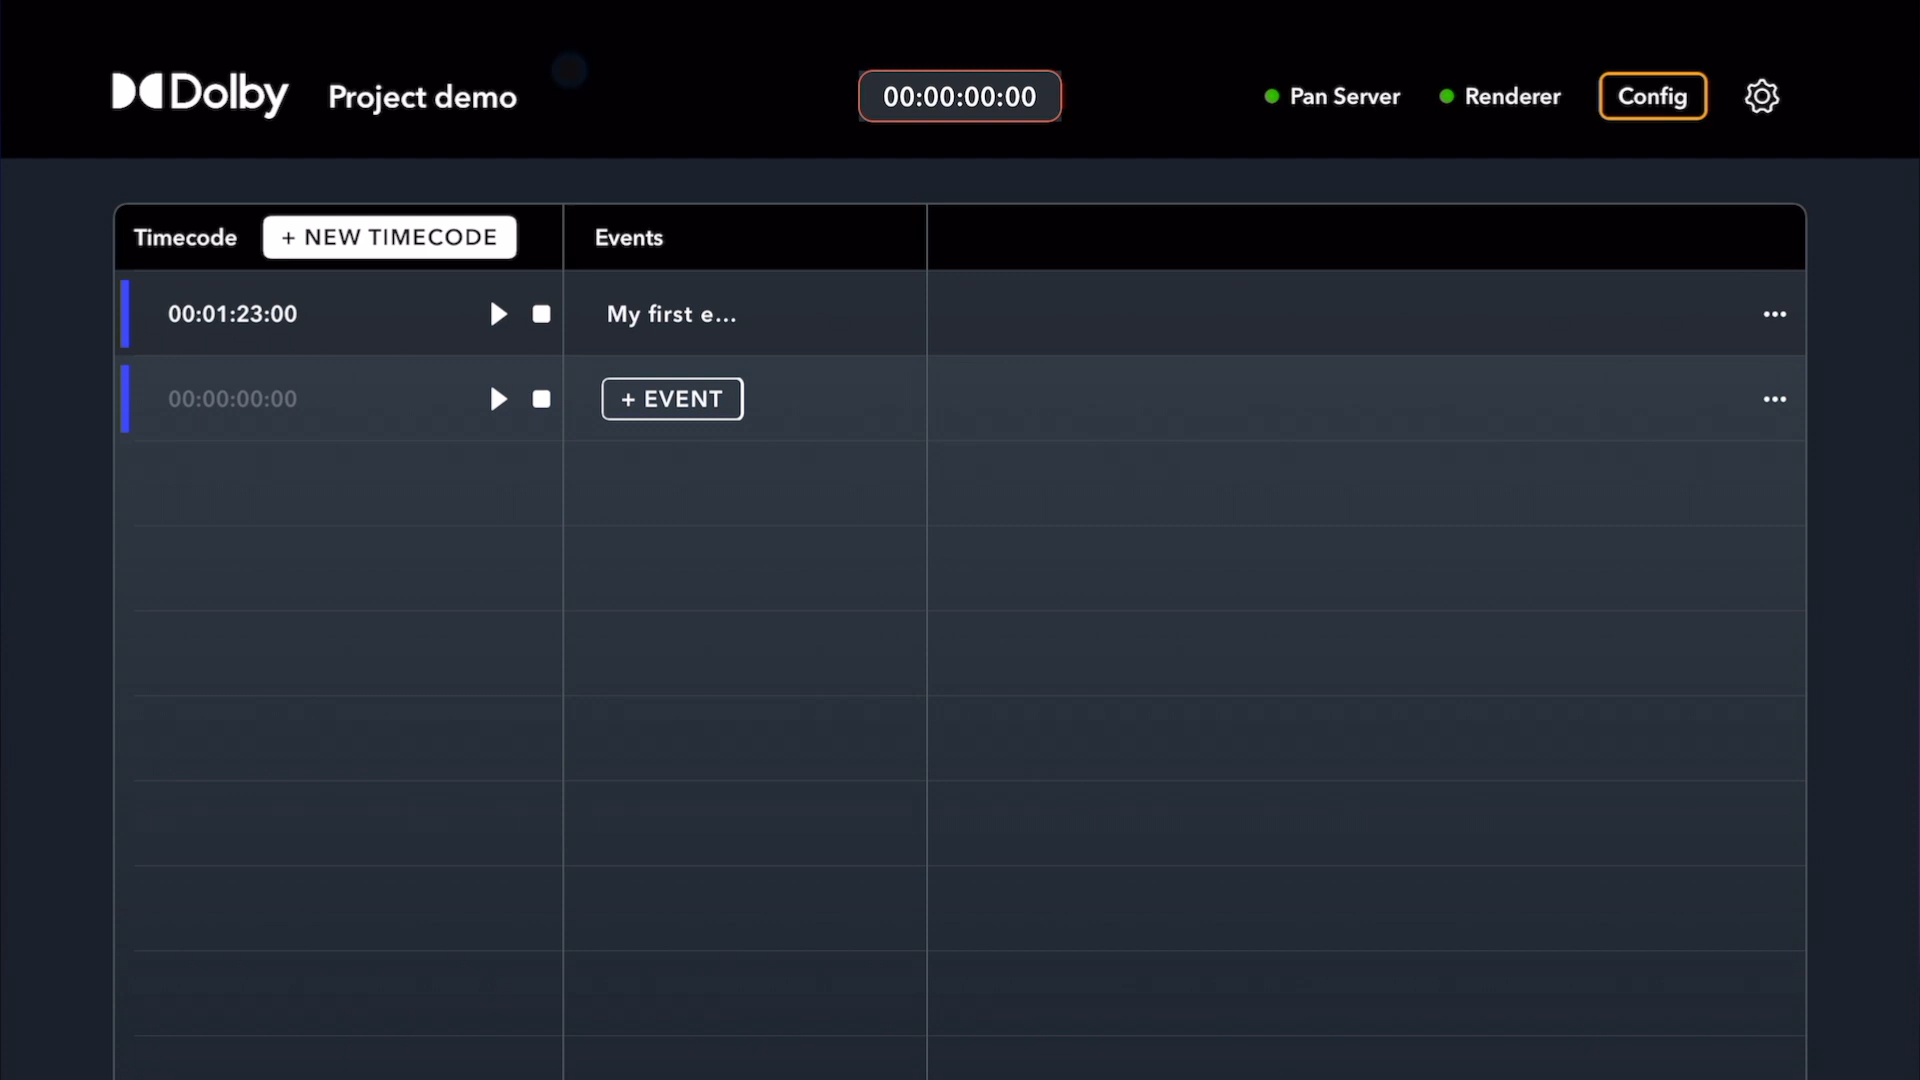 Dolby Project demo 00:00:00:00 Pan Server Renderer Config
Timecode + NEW TIMECODE Events
00:01:23:00 My first e...
00:00:00:00 + EVENT